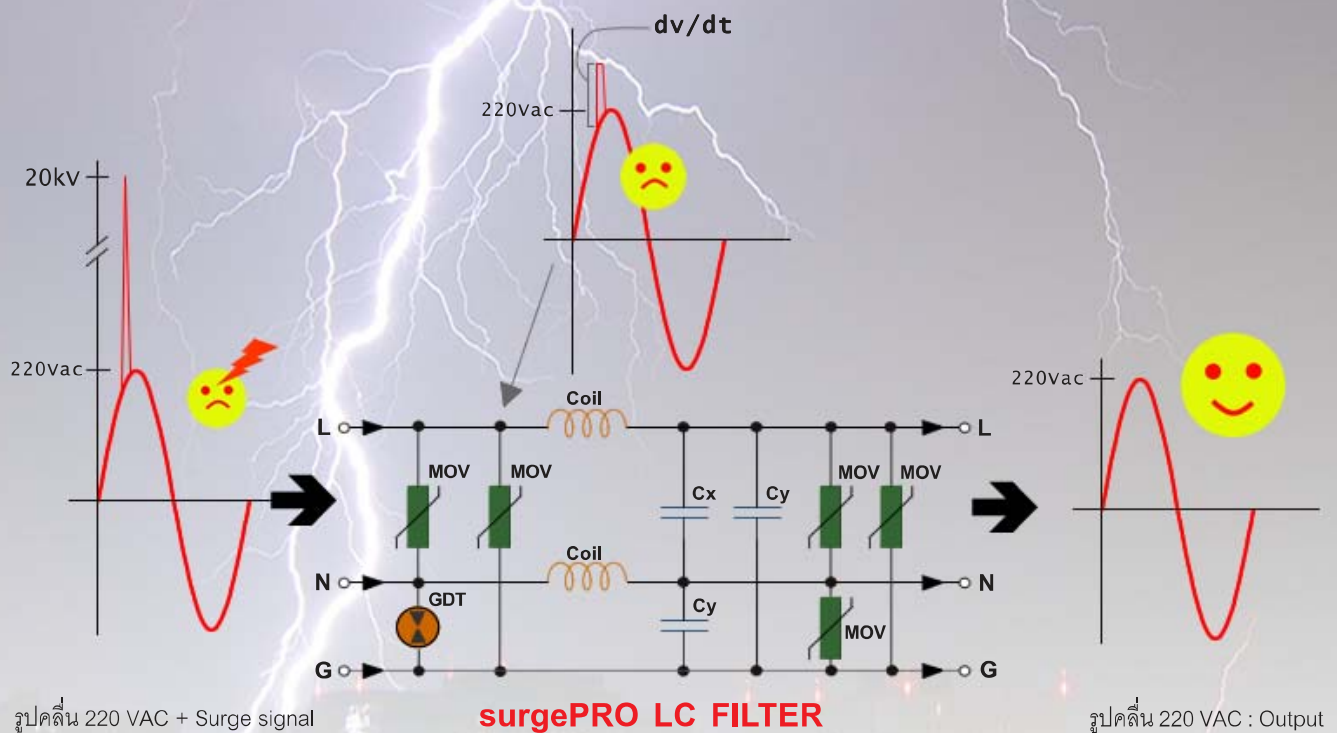 dv/dt
220vac
20kV
220vac
220vac
Coil
L
L
MOV
MOV
Cx
Cy
MOV
MOV
Coil
N
N
GDT
Cy
MOV
G
G
รูปคลื่น 220 VAC + Surge signal
surgePRO LC FILTER
รูปคลื่น 220 VAC : Output